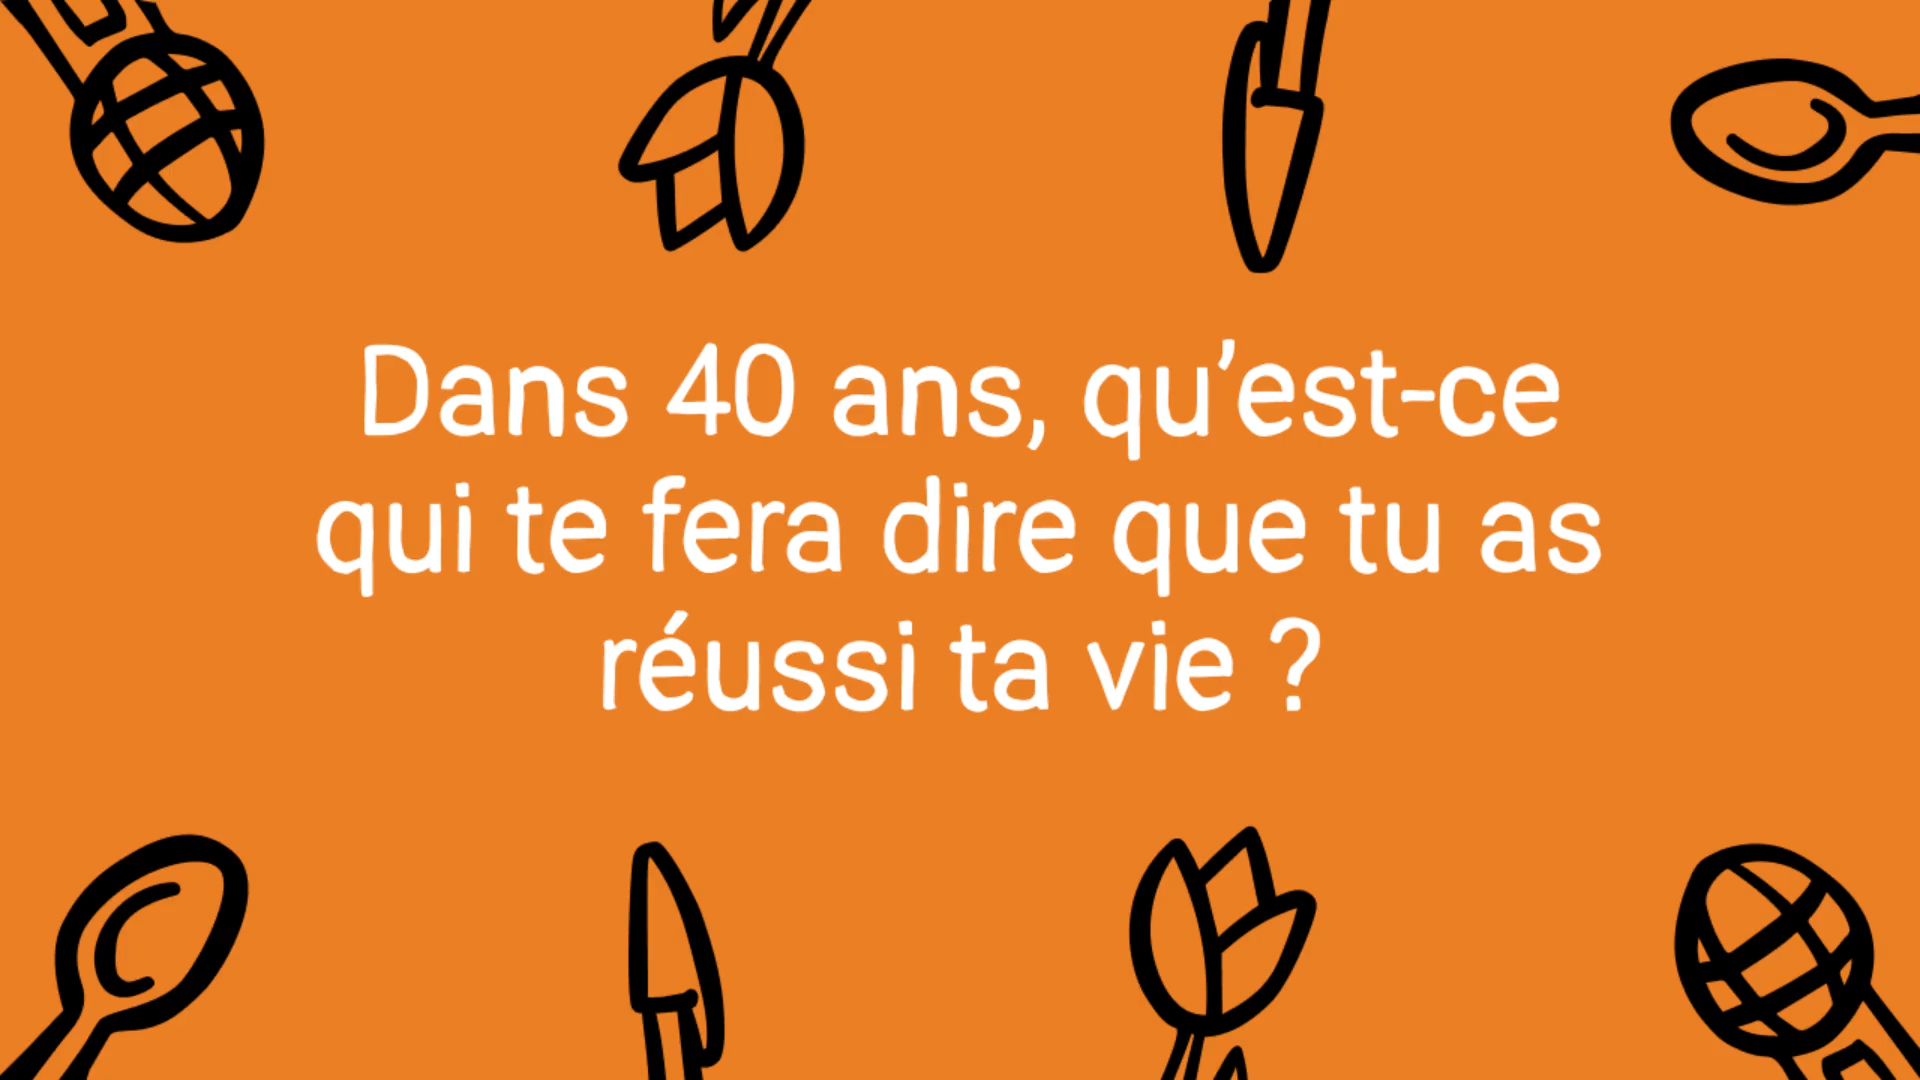 Dans 40 ans, qu’est-ce
qui te fera dire que tu as
réussi ta vie ?